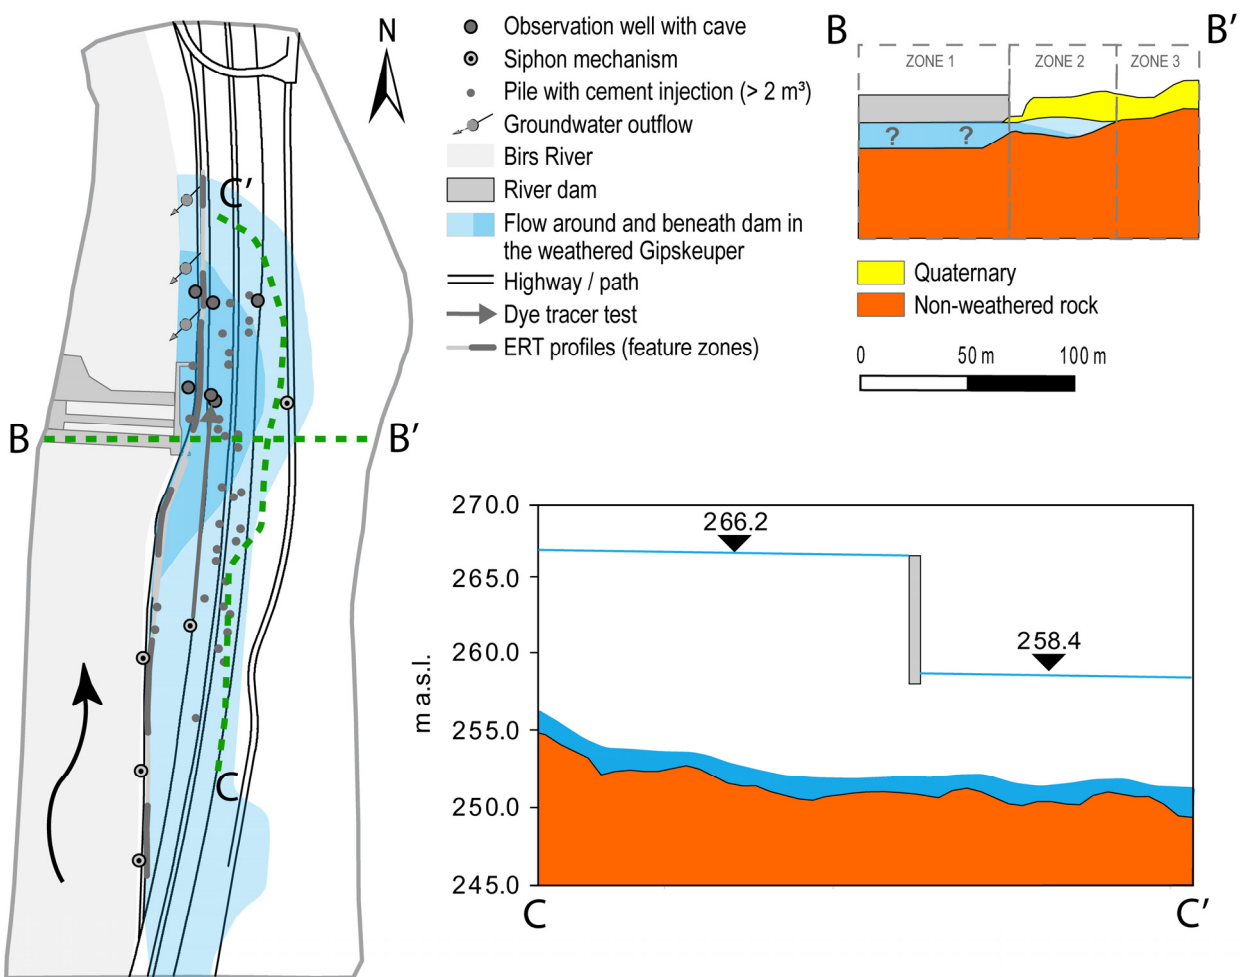 N
C'
B
B'
C
Observation well with cave
Siphon mechanism
Pile with cement injection (> 2 m³)
Groundwater outflow
Birs River
River dam
Flow around and beneath dam in
the weathered Gipskeuper
Highway / path
Dye tracer test
ERT profiles (feature zones)
B
B'
ZONE 1
ZONE 2
ZONE 3
?
?
Quaternary
Non-weathered rock
0
50 m
100 m
270.0
265.0
260.0
255.0
250.0
245.0
m a.s.l.
266.2
258.4
C
C'